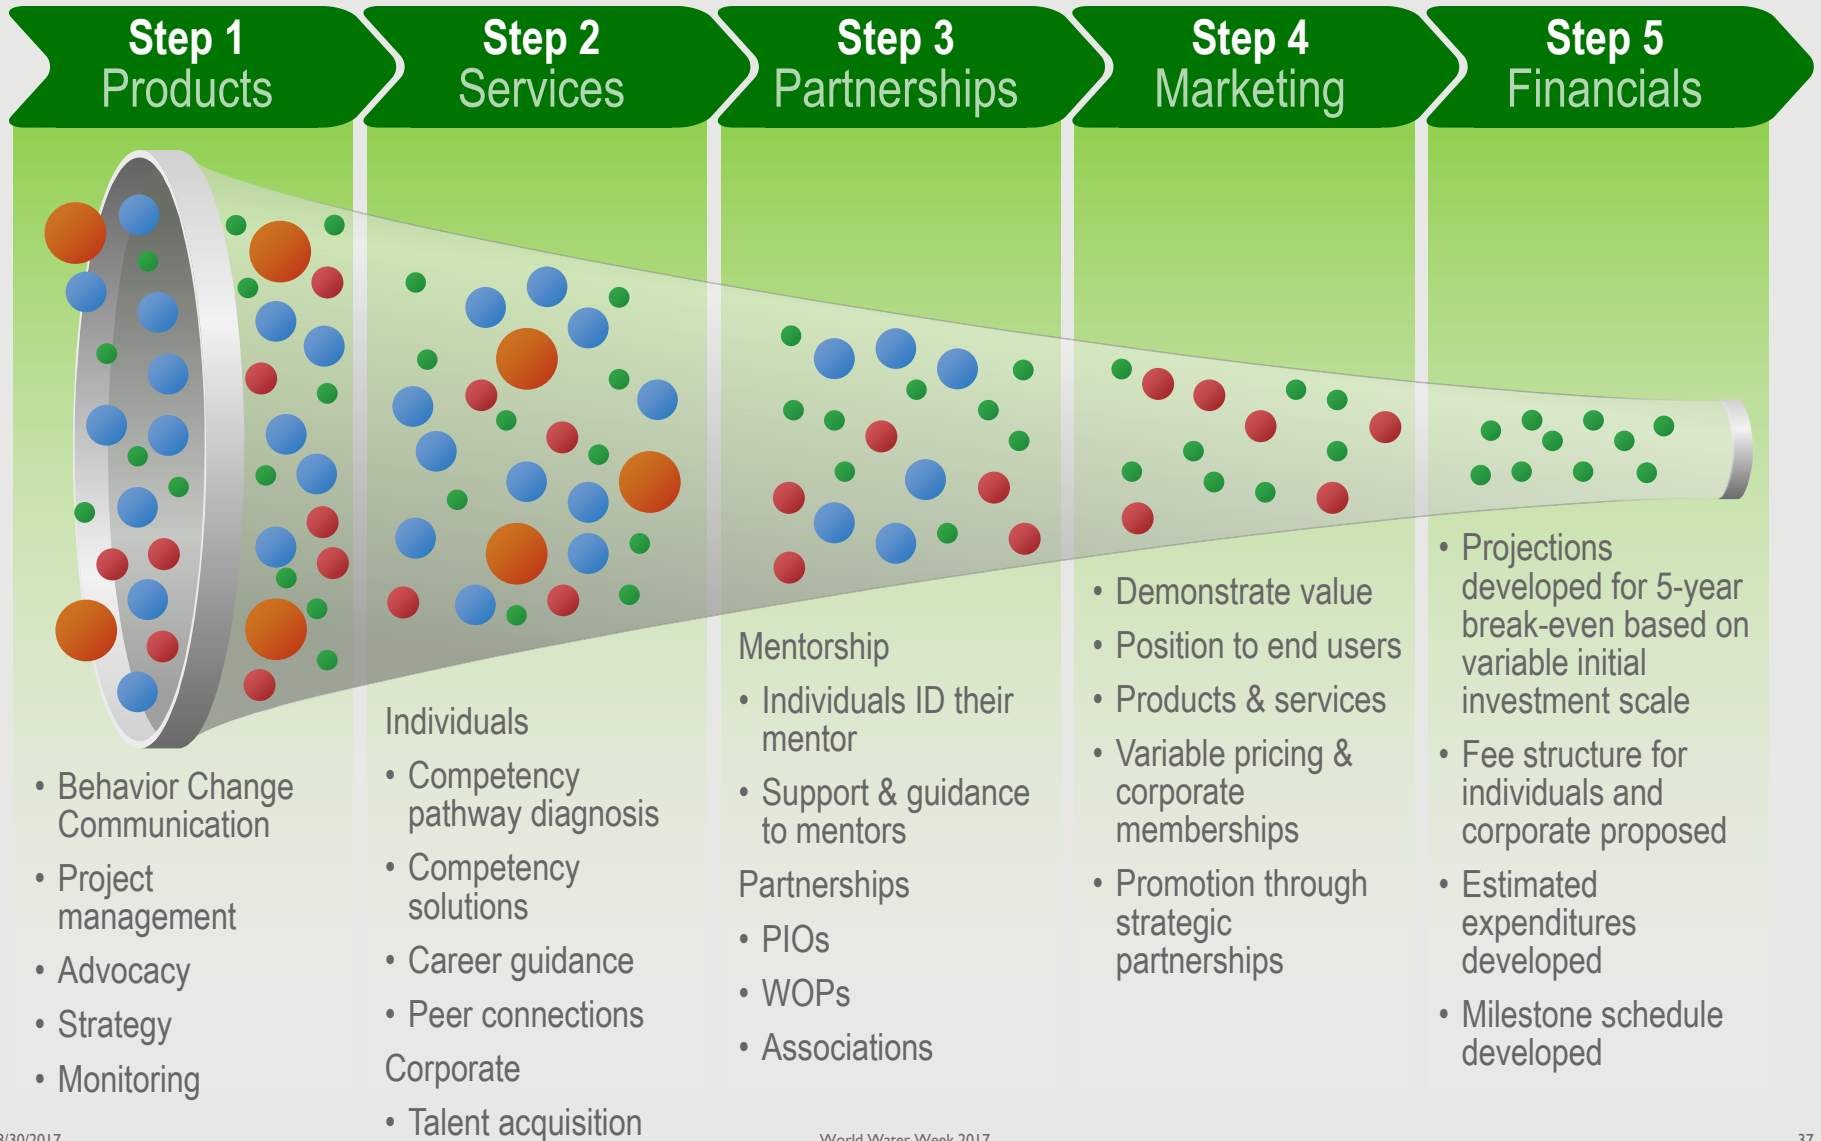 Step 1
Products
Step 2
Services
Step 3
Partnerships
Step 4
Marketing
Step 5
Financials
• Behavior Change
Communication
• Project
management
• Advocacy
• Strategy
• Monitoring
Individuals
• Competency
pathway diagnosis
• Competency
solutions
• Career guidance
• Peer connections
Corporate
• Talent acquisition
Mentorship
• Individuals ID their
mentor
• Support & guidance
to mentors
Partnerships
• PIOs
• WOPs
• Associations
• Demonstrate value
• Position to end users
• Products & services
• Variable pricing &
corporate
memberships
• Promotion through
strategic
partnerships
• Projections
developed for 5-year
break-even based on
variable initial
investment scale
• Fee structure for
individuals and
corporate proposed
• Estimated
expenditures
developed
• Milestone schedule
developed
8/30/2017
World Water Week 2017
37